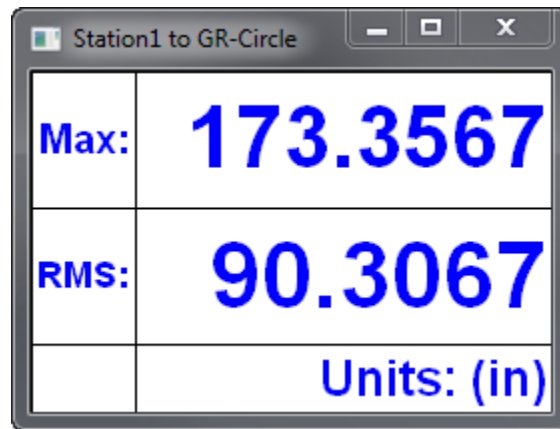 Station1 to GR-Circle
Max: 173.3567
RMS: 90.3067
Units: (in)